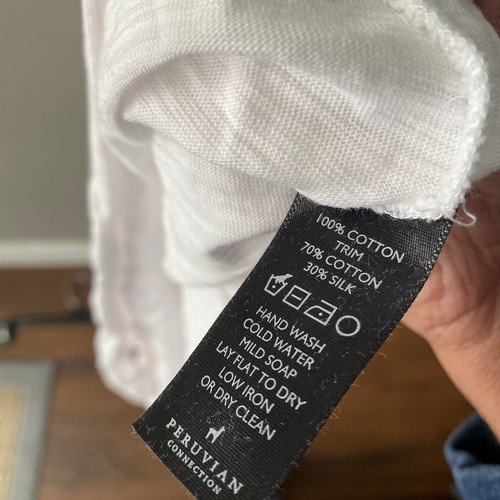 100% COTTON
TRIM
70% COTTON
30% SILK
HAND WASH
COLD WATER
MILD SOAP
LAY FLAT TO DRY
LOW IRON
OR DRY CLEAN
PERUVIAN
CONNECTION